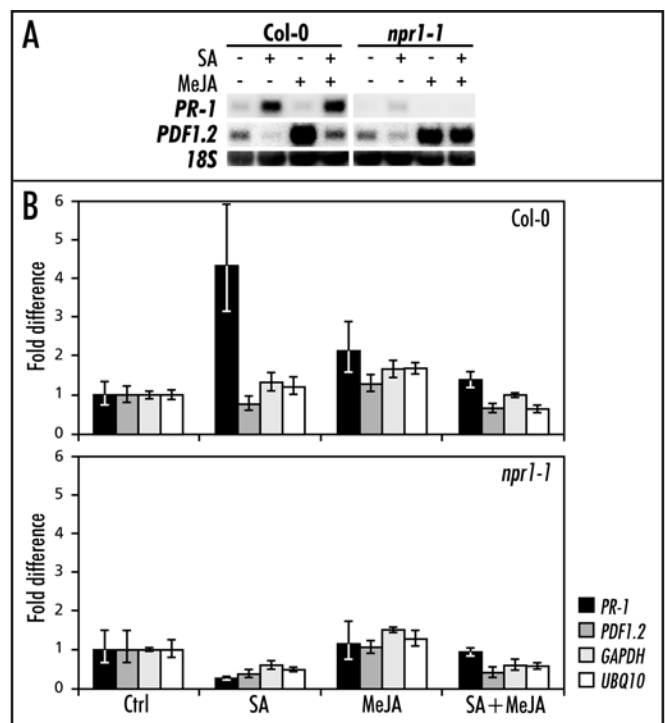 A
Col-0 npr1-1
SA - + - + - + - +
MeJA - - + + - - + +
PR-1
PDF1.2
18S
B
Col-0
Fold difference
6
5
4
3
2
1
0
npr1-1
Fold difference
6
5
4
3
2
1
0
Ctrl SA MeJA SA+MeJA
PR-1
PDF1.2
GAPDH
UBQ10